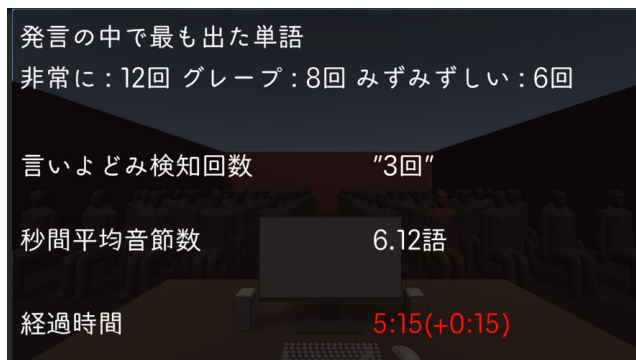 発言の中で最も出た単語
非常に：12回 グレープ：8回 みずみずしい：6回
言いよどみ検知回数 "3回"
秒間平均音節数 6.12語
経過時間 5:15(+0:15)